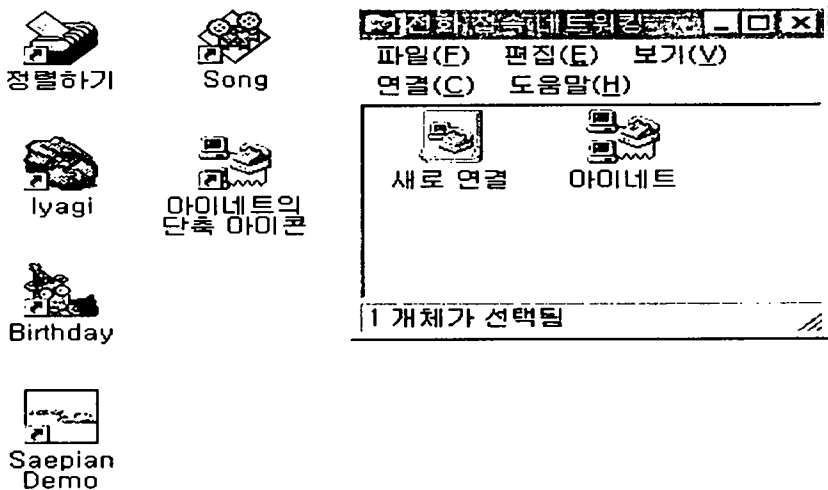 정렬하기
Song
Iyagi
아이네트의
단축 아이콘
Birthday
Saepian
Demo
전화 접속 네트워킹
파일(F) 편집(E) 보기(V)
연결(C) 도움말(H)
새로 연결
아이네트
1 개체가 선택됨